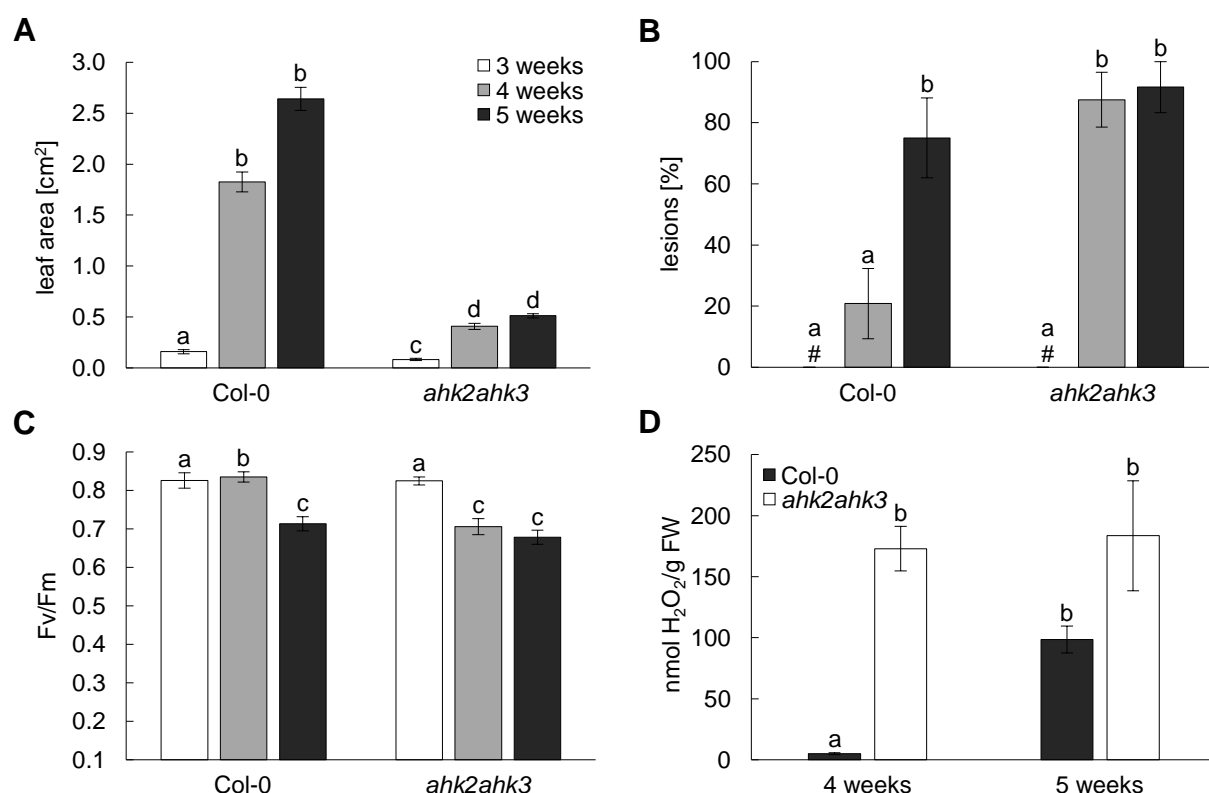 A
leaf area [cm²]
3.0
2.5
2.0
1.5
1.0
0.5
0.0
3 weeks
4 weeks
5 weeks
a b b c d d
Col-0 ahk2ahk3
B
lesions [%]
100
80
60
40
20
0
a a b a b b
# #
Col-0 ahk2ahk3
C
Fv/Fm
0.9
0.8
0.7
0.6
0.5
0.4
0.3
0.2
0.1
a b c a c c
Col-0 ahk2ahk3
D
nmol H₂O₂/g FW
250
200
150
100
50
0
Col-0
ahk2ahk3
a b b b
4 weeks 5 weeks